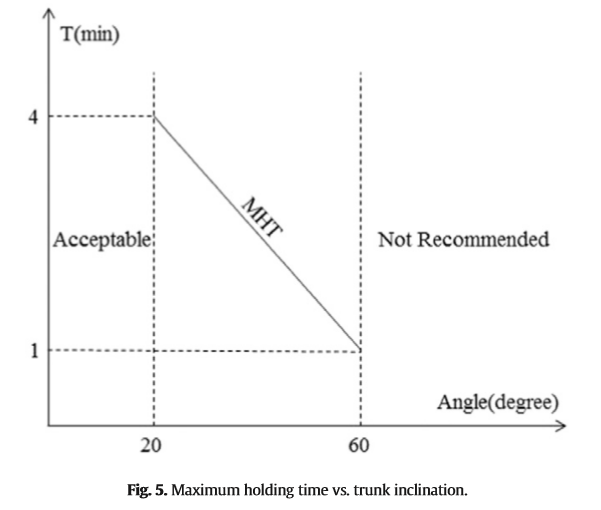 T(min)
4
MHT
Acceptable
Not Recommended
1
Angle(degree)
20
60
Fig. 5. Maximum holding time vs. trunk inclination.